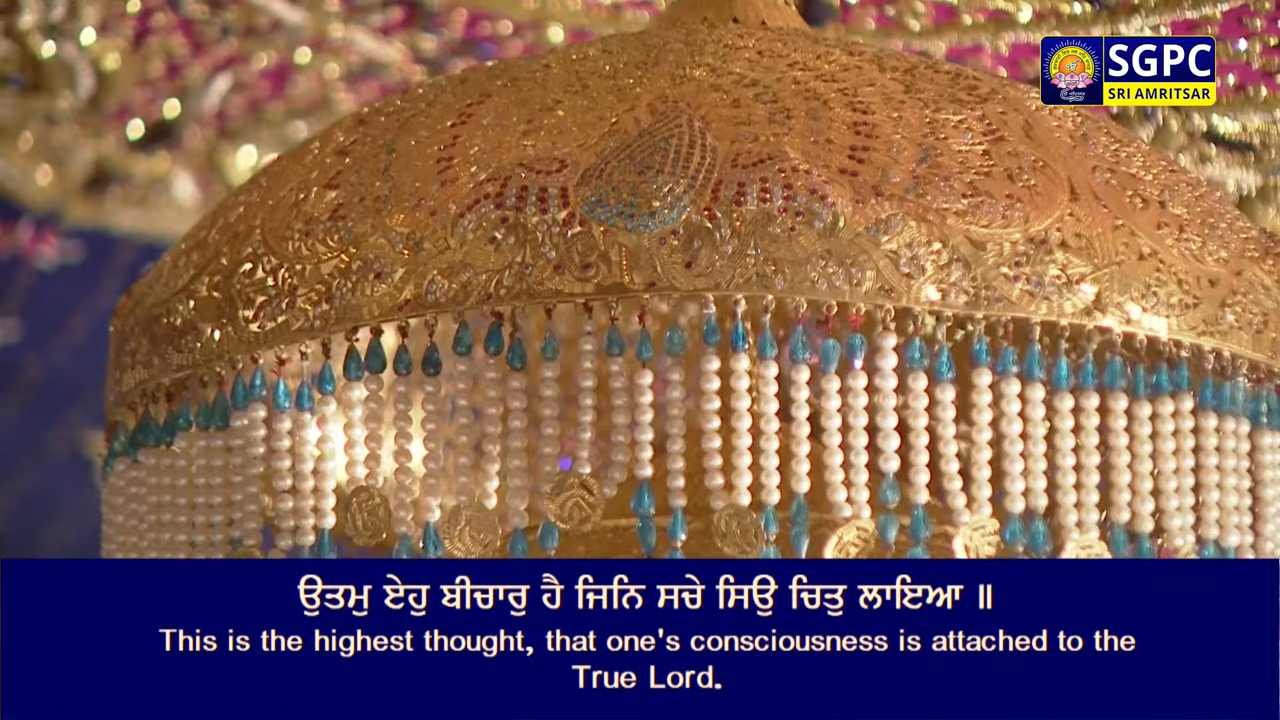 SGPC
SRI AMRITSAR
ਉਤਮੁ ਏਹੁ ਬੀਚਾਰੁ ਹੈ ਜਿਨਿ ਸਚੇ ਸਿਉ ਚਿਤੁ ਲਾਇਆ ॥
This is the highest thought, that one's consciousness is attached to the
True Lord.